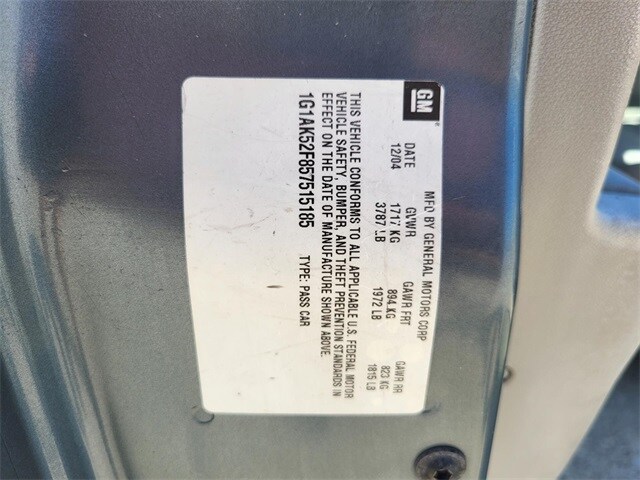 GM
MFD BY GENERAL MOTORS CORP
DATE GVWR GAWR FRT GAWR RR
12/04 1717 KG 894 KG 823 KG
3787 LB 1972 LB 1815 LB
THIS VEHICLE CONFORMS TO ALL APPLICABLE U.S. FEDERAL MOTOR
VEHICLE SAFETY, BUMPER, AND THEFT PREVENTION STANDARDS IN
EFFECT ON THE DATE OF MANUFACTURE SHOWN ABOVE.
1G1AK52F857515185 TYPE: PASS CAR